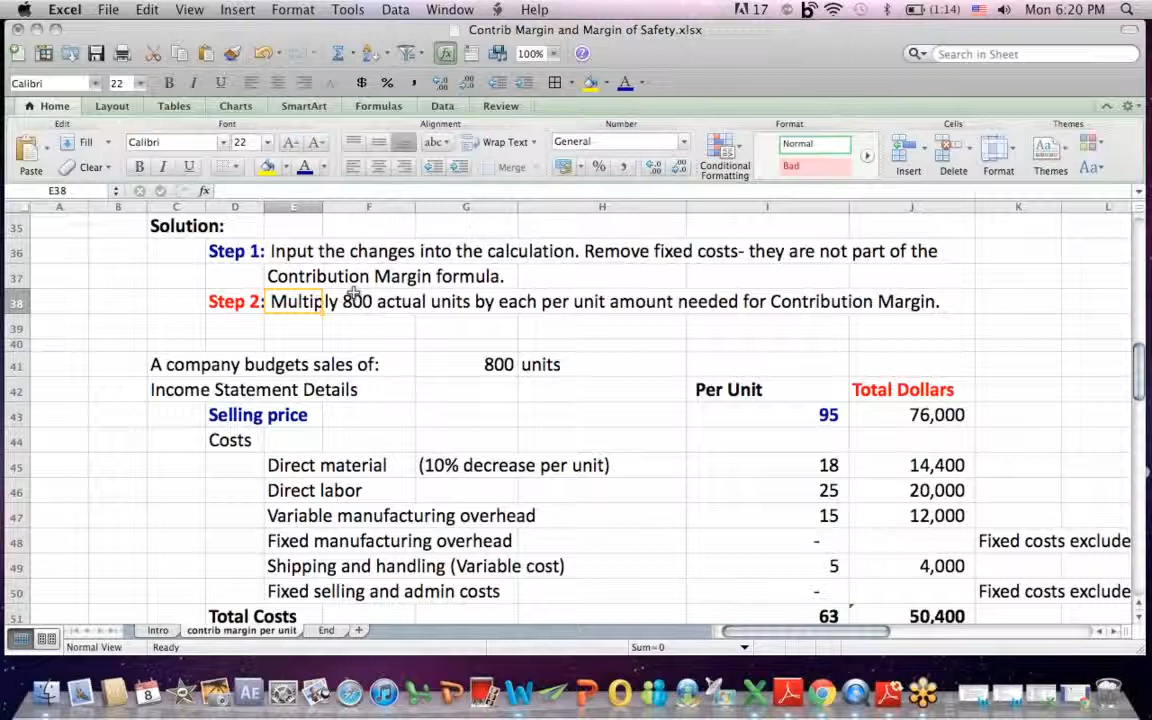 Excel File Edit View Insert Format Tools Data Window Help 17 (1:14) Mon 6:20 PM
Contrib Margin and Margin of Safety.xlsx
100% Search in Sheet
Calibri 22 B I U $ % , A
Home Layout Tables Charts SmartArt Formulas Data Review
Edit Font Alignment Number Format Cells Themes
Fill Calibri 22 A A abc Wrap Text General Normal
Paste Clear B I U A Merge % , Conditional Formatting Bad Insert Delete Format Themes Aa
E38 fx
A B C D E F G H I J K L
35 Solution:
36 Step 1: Input the changes into the calculation. Remove fixed costs- they are not part of the
37 Contribution Margin formula.
38 Step 2: Multiply 800 actual units by each per unit amount needed for Contribution Margin.
39
40
41 A company budgets sales of: 800 units
42 Income Statement Details Per Unit Total Dollars
43 Selling price 95 76,000
44 Costs
45 Direct material (10% decrease per unit) 18 14,400
46 Direct labor 25 20,000
47 Variable manufacturing overhead 15 12,000
48 Fixed manufacturing overhead - Fixed costs exclude
49 Shipping and handling (Variable cost) 5 4,000
50 Fixed selling and admin costs - Fixed costs exclude
51 Total Costs 63 50,400
Intro contrib margin per unit End +
Normal View Ready Sum=0